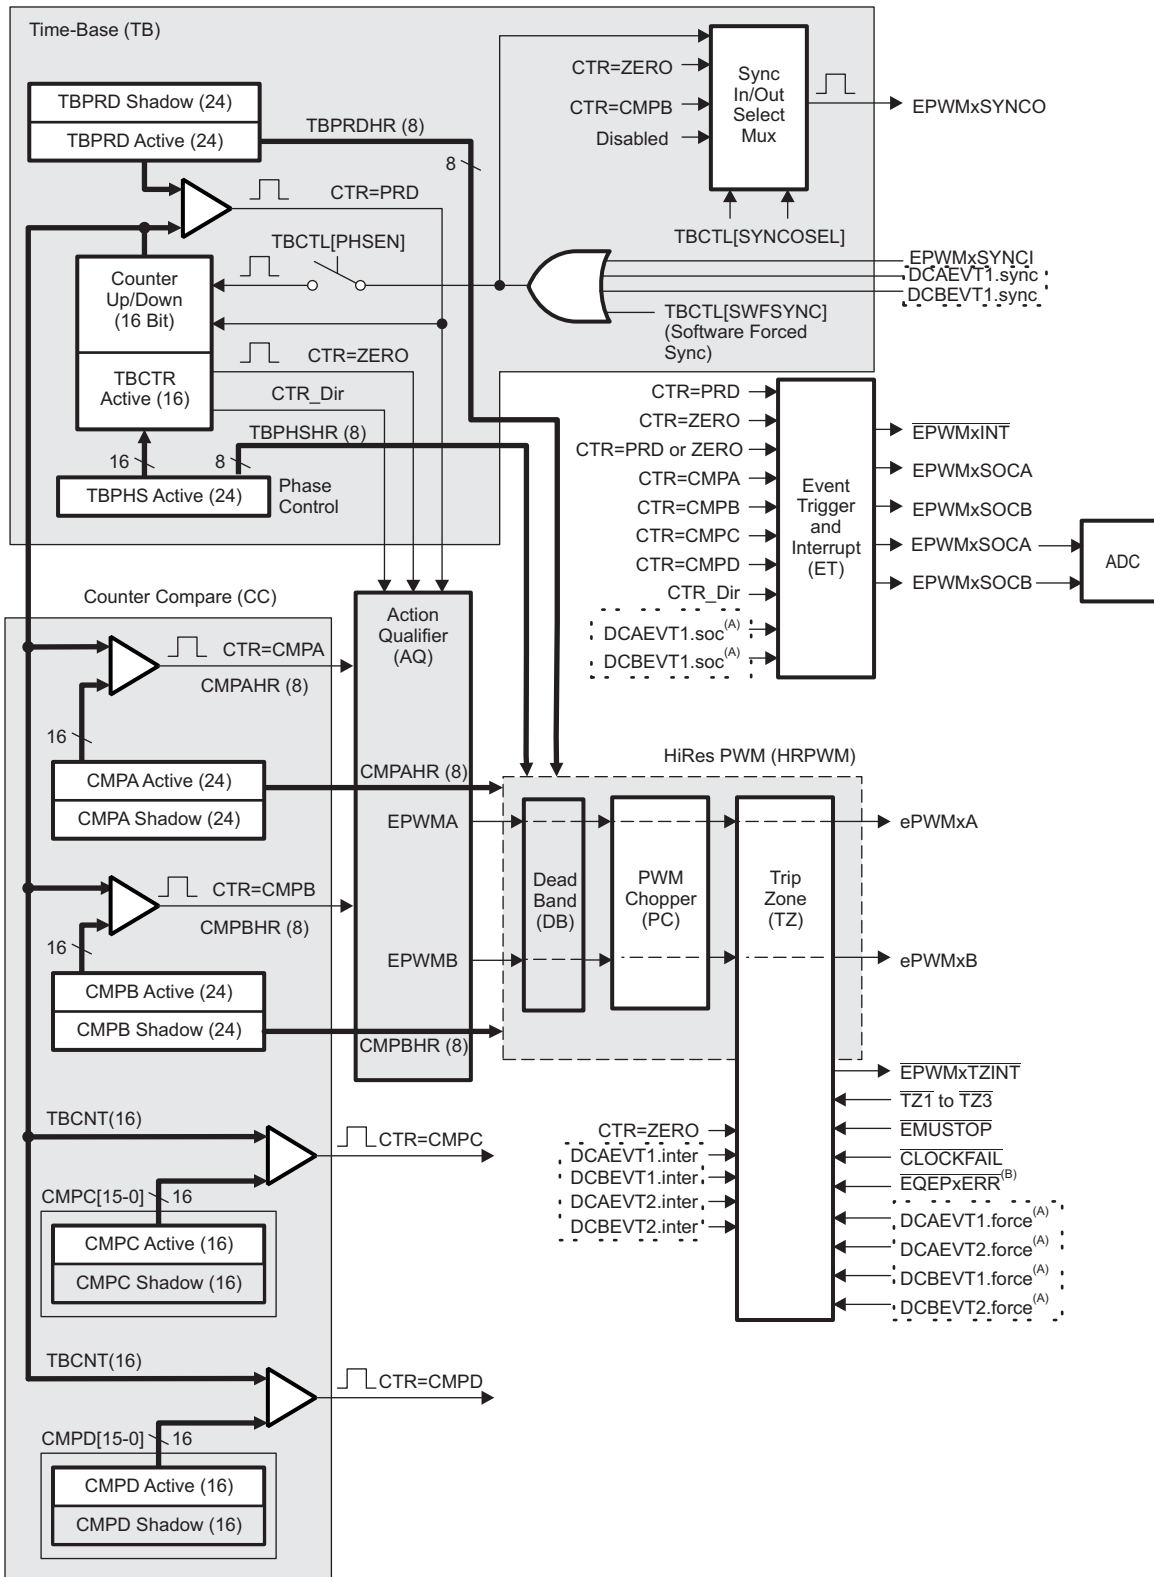 Time-Base (TB)
TBPRD Shadow (24)
TBPRD Active (24)
TBPRDHR (8)
8
CTR=PRD
TBCTL[PHSEN]
Counter
Up/Down
(16 Bit)
TBCTR
Active (16)
CTR=ZERO
CTR_Dir
TBPHSHR (8)
16
8
TBPHS Active (24)
Phase
Control
CTR=ZERO
CTR=CMPB
Disabled
Sync
In/Out
Select
Mux
EPWMxSYNCO
TBCTL[SYNCOSEL]
EPWMxSYNCI
DCAEVT1.sync
DCBEVT1.sync
TBCTL[SWFSYNC]
(Software Forced
Sync)
CTR=PRD
CTR=ZERO
CTR=PRD or ZERO
CTR=CMPA
CTR=CMPB
CTR=CMPC
CTR=CMPD
CTR_Dir
DCAEVT1.soc(A)
DCBEVT1.soc(A)
Event
Trigger
and
Interrupt
(ET)
EPWMxINT
EPWMxSOCA
EPWMxSOCB
EPWMxSOCA
EPWMxSOCB
ADC
Counter Compare (CC)
CTR=CMPA
CMPAHR (8)
16
CMPA Active (24)
CMPA Shadow (24)
CTR=CMPB
CMPBHR (8)
16
CMPB Active (24)
CMPB Shadow (24)
Action
Qualifier
(AQ)
CMPAHR (8)
EPWMA
EPWMB
CMPBHR (8)
HiRes PWM (HRPWM)
Dead
Band
(DB)
PWM
Chopper
(PC)
Trip
Zone
(TZ)
ePWMxA
ePWMxB
EPWMxTZINT
TZ1 to TZ3
EMUSTOP
CLOCKFAIL
EQEPxERR(B)
DCAEVT1.force(A)
DCAEVT2.force(A)
DCBEVT1.force(A)
DCBEVT2.force(A)
CTR=ZERO
DCAEVT1.inter
DCBEVT1.inter
DCAEVT2.inter
DCBEVT2.inter
TBCNT(16)
CTR=CMPC
CMPC[15-0]
16
CMPC Active (16)
CMPC Shadow (16)
TBCNT(16)
CTR=CMPD
CMPD[15-0]
16
CMPD Active (16)
CMPD Shadow (16)